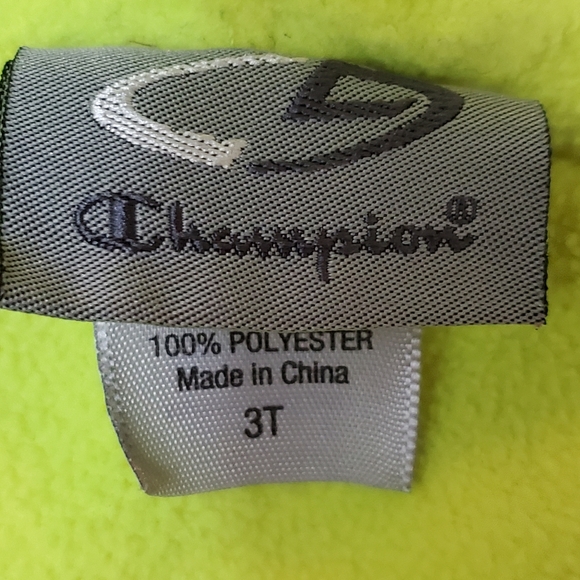 Champion®
100% POLYESTER
Made in China
3T